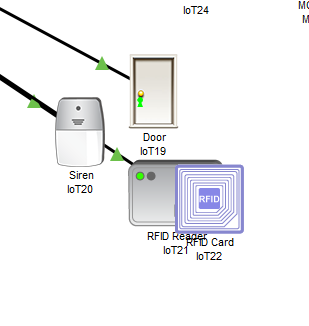 IoT24
Door
IoT19
Siren
IoT20
RFID
RFID Reader
IoT21
RFID Card
IoT22